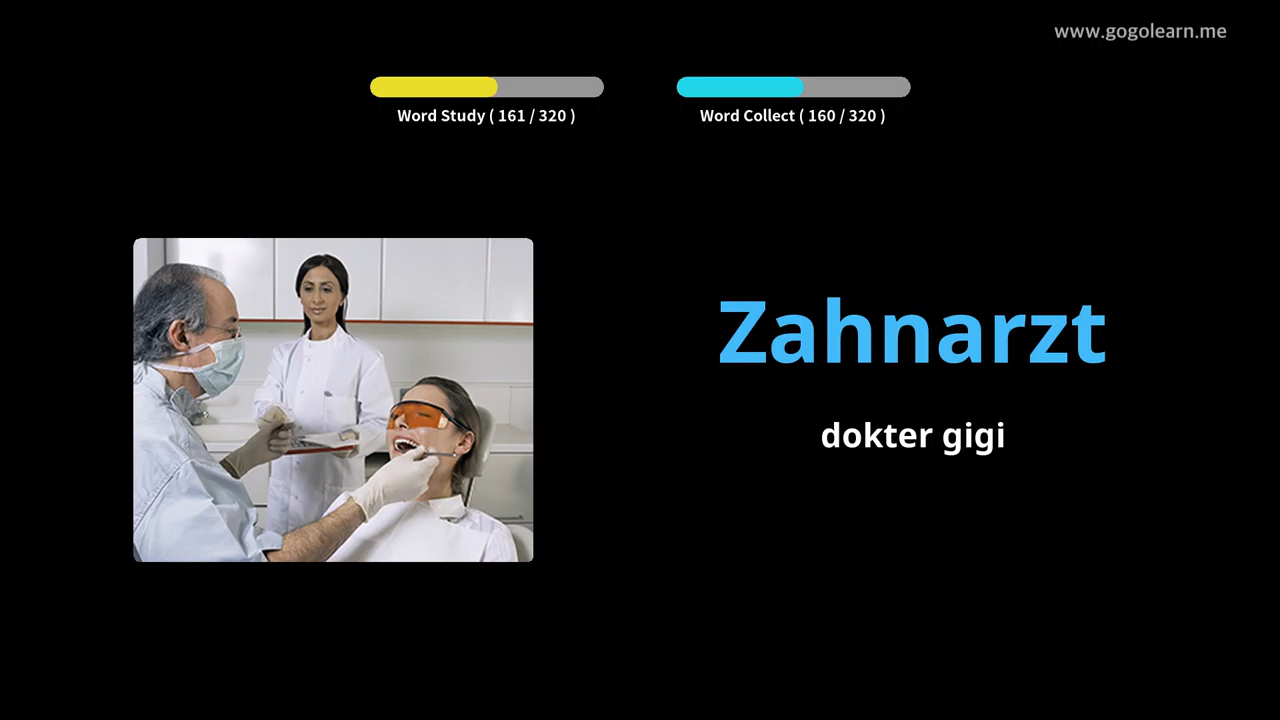 www.gogolearn.me
Word Study ( 161 / 320 )
Word Collect ( 160 / 320 )
Zahnarzt
dokter gigi